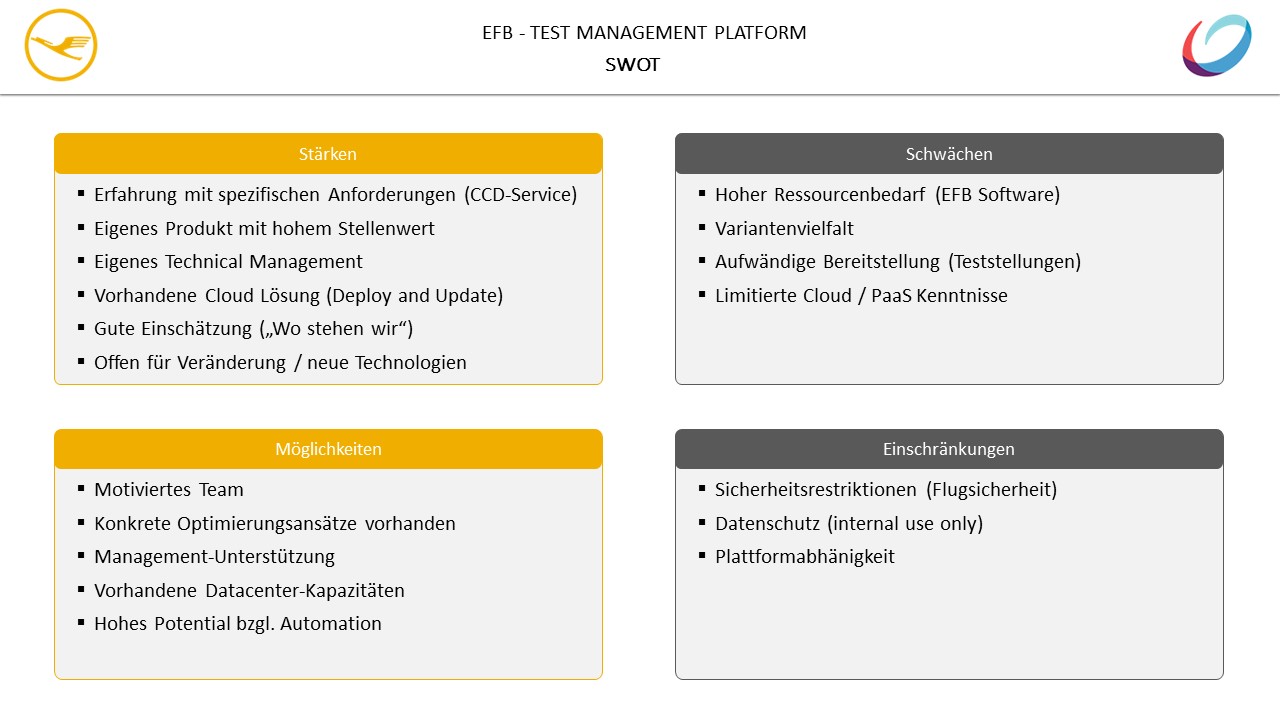 EFB - TEST MANAGEMENT PLATFORM
SWOT
Stärken
▪ Erfahrung mit spezifischen Anforderungen (CCD-Service)
▪ Eigenes Produkt mit hohem Stellenwert
▪ Eigenes Technical Management
▪ Vorhandene Cloud Lösung (Deploy and Update)
▪ Gute Einschätzung („Wo stehen wir“)
▪ Offen für Veränderung / neue Technologien
Schwächen
▪ Hoher Ressourcenbedarf (EFB Software)
▪ Variantenvielfalt
▪ Aufwändige Bereitstellung (Teststellungen)
▪ Limitierte Cloud / PaaS Kenntnisse
Möglichkeiten
▪ Motiviertes Team
▪ Konkrete Optimierungsansätze vorhanden
▪ Management-Unterstützung
▪ Vorhandene Datacenter-Kapazitäten
▪ Hohes Potential bzgl. Automation
Einschränkungen
▪ Sicherheitsrestriktionen (Flugsicherheit)
▪ Datenschutz (internal use only)
▪ Plattformabhänigkeit